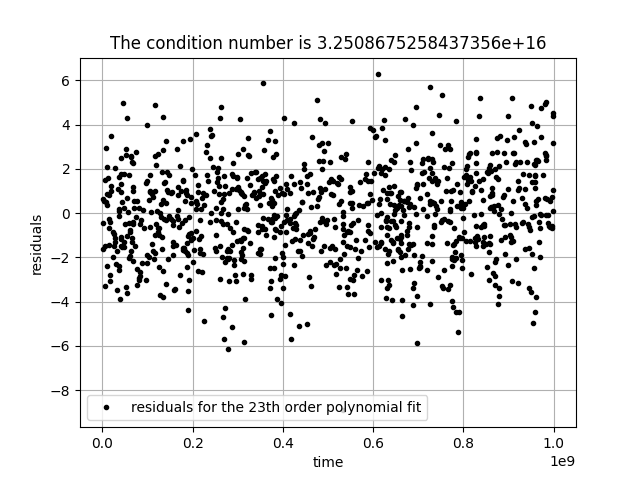 The condition number is 3.2508675258437356e+16
6
4
2
0
−2
−4
−6
−8
residuals
residuals for the 23th order polynomial fit
0.0 0.2 0.4 0.6 0.8 1.0
1e9
time